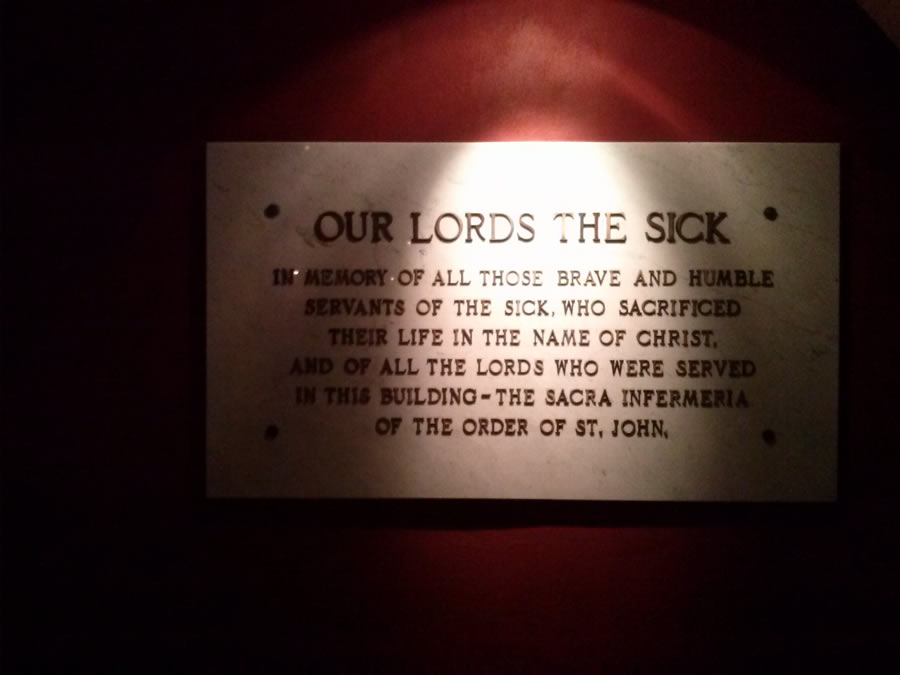 OUR LORDS THE SICK
IN MEMORY OF ALL THOSE BRAVE AND HUMBLE
SERVANTS OF THE SICK, WHO SACRIFICED
THEIR LIFE IN THE NAME OF CHRIST,
AND OF ALL THE LORDS WHO WERE SERVED
IN THIS BUILDING - THE SACRA INFERMERIA
OF THE ORDER OF ST, JOHN,